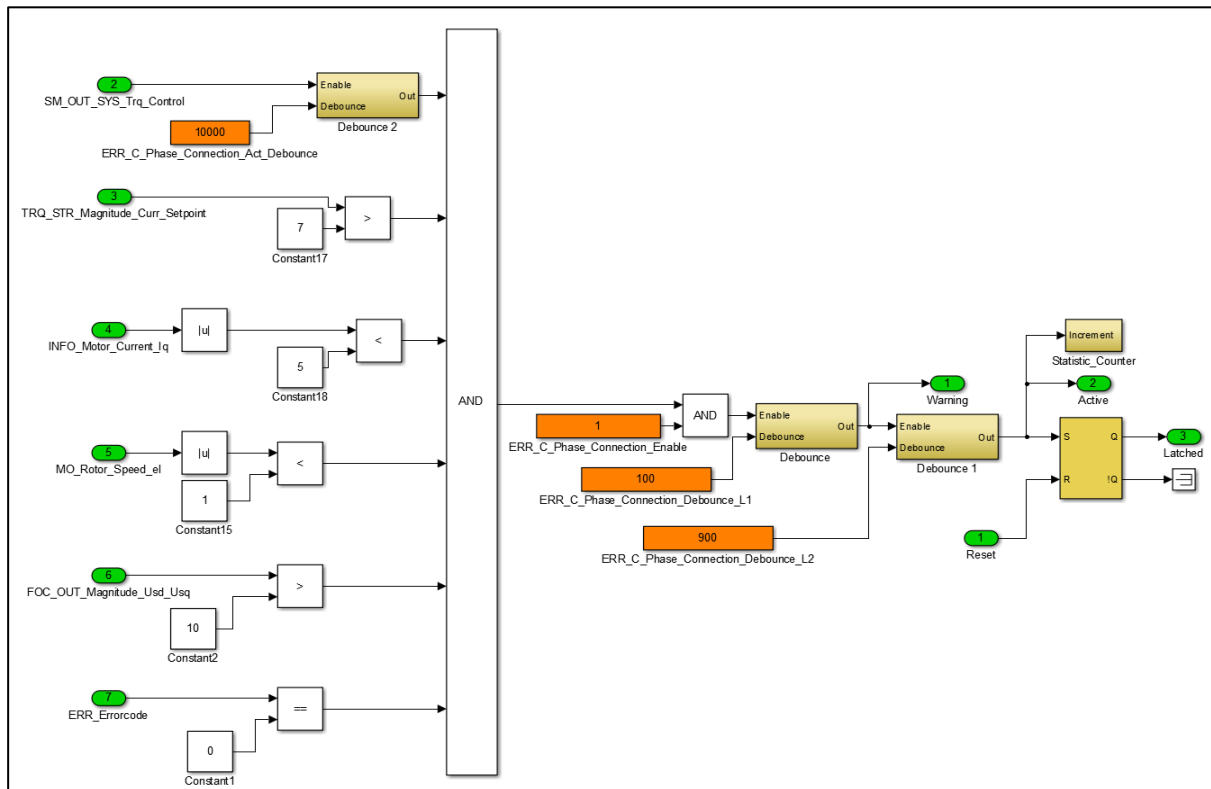 2
SM_OUT_SYS_Trq_Control
Enable
Debounce
Out
Debounce 2
10000
ERR_C_Phase_Connection_Act_Debounce
3
TRQ_STR_Magnitude_Curr_Setpoint
7
Constant17
>
4
INFO_Motor_Current_Iq
|u|
5
Constant18
<
5
MO_Rotor_Speed_el
|u|
1
Constant15
<
6
FOC_OUT_Magnitude_Usd_Usq
10
Constant2
>
7
ERR_Errorcode
0
Constant1
==
AND
1
ERR_C_Phase_Connection_Enable
AND
100
ERR_C_Phase_Connection_Debounce_L1
Enable
Debounce
Out
Debounce
900
ERR_C_Phase_Connection_Debounce_L2
1
Warning
Enable
Debounce
Out
Debounce 1
Increment
Statistic_Counter
2
Active
S
R
Q
!Q
3
Latched
1
Reset